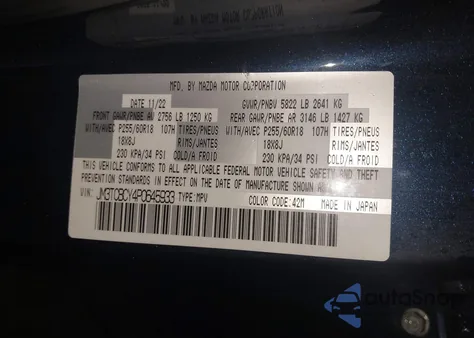 MFD. BY MAZDA MOTOR CORPORATION
DATE 11/22 GVWR/PNBV 5822 LB 2641 KG
FRONT GAWR/PNBE AV 2756 LB 1250 KG REAR GAWR/PNBE AR 3146 LB 1427 KG
WITH/AVEC P255/60R18 107H TIRES/PNEUS WITH/AVEC P255/60R18 107H TIRES/PNEUS
18X8J RIMS/JANTES 18X8J RIMS/JANTES
230 KPA/34 PSI COLD/A FROID 230 KPA/34 PSI COLD/A FROID
THIS VEHICLE CONFORMS TO ALL APPLICABLE FEDERAL MOTOR VEHICLE SAFETY AND THEFT
PREVENTION STANDARDS IN EFFECT ON THE DATE OF MANUFACTURE SHOWN ABOVE.
VIN: JM3TCBCY4P0645933 TYPE:MPV COLOR CODE:42M MADE IN JAPAN
autoSnap